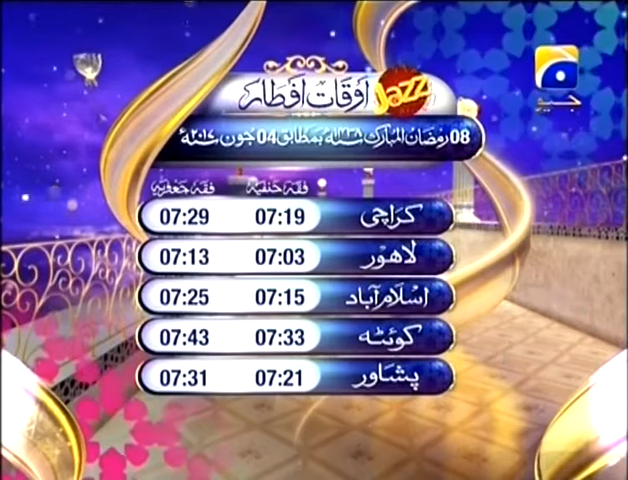 اوقات افطار Jazz
جیو
08 رمضان المبارک ۱۴۳۸ھ بمطابق 04 جون ۲۰۱۷ء
فقہ حنفیہ فقہ جعفریہ
کراچی 07:19 07:29
لاہور 07:03 07:13
اسلام آباد 07:15 07:25
کوئٹہ 07:33 07:43
پشاور 07:21 07:31